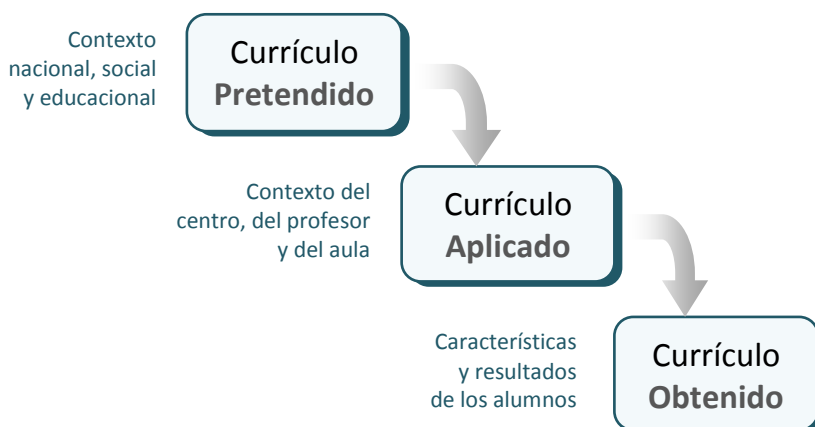 Contexto
nacional, social
y educacional
Currículo
Pretendido
Contexto del
centro, del profesor
y del aula
Currículo
Aplicado
Características
y resultados
de los alumnos
Currículo
Obtenido